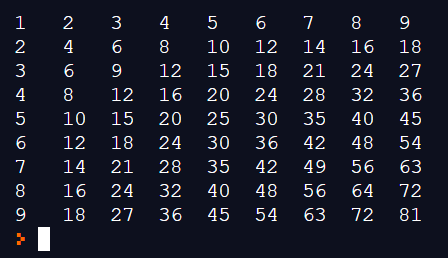 1 2 3 4 5 6 7 8 9
2 4 6 8 10 12 14 16 18
3 6 9 12 15 18 21 24 27
4 8 12 16 20 24 28 32 36
5 10 15 20 25 30 35 40 45
6 12 18 24 30 36 42 48 54
7 14 21 28 35 42 49 56 63
8 16 24 32 40 48 56 64 72
9 18 27 36 45 54 63 72 81
>